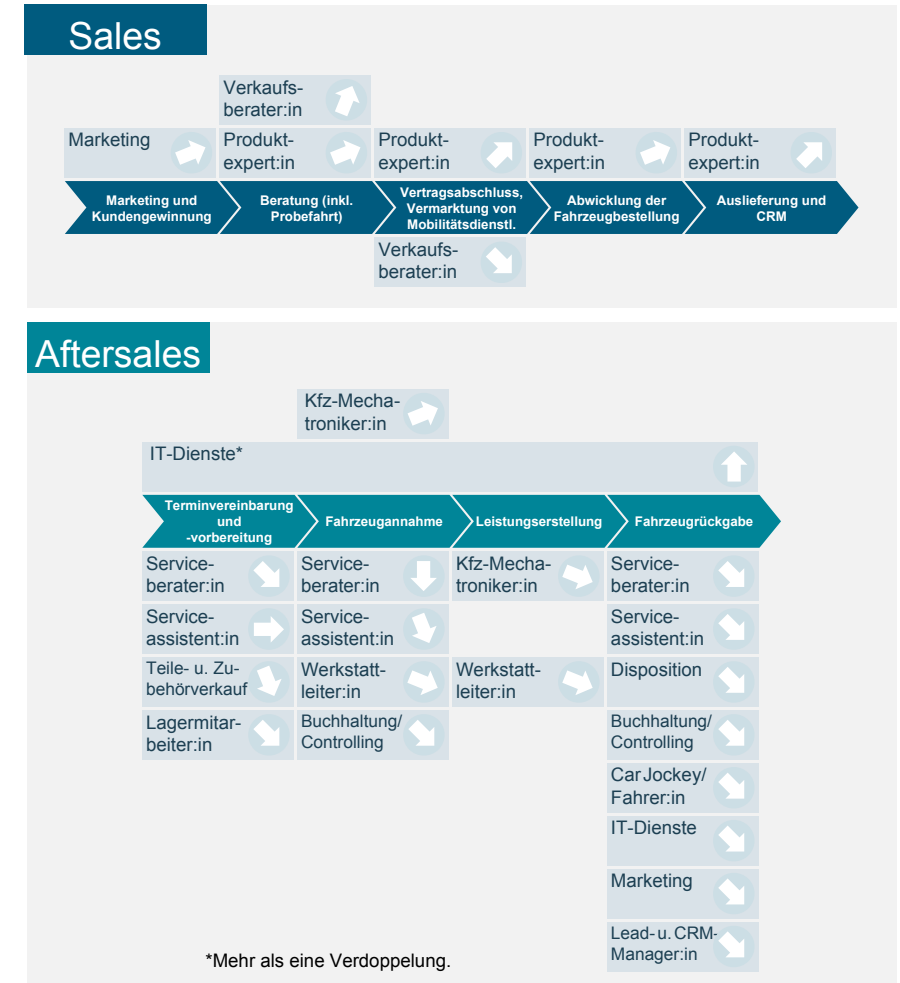 Sales
Verkaufs-
berater:in
Marketing
Produkt-
expert:in
Produkt-
expert:in
Produkt-
expert:in
Produkt-
expert:in
Marketing und
Kundengewinnung
Beratung (inkl.
Probefahrt)
Vertragsabschluss,
Vermarktung von
Mobilitätsdienstl.
Abwicklung der
Fahrzeugbestellung
Auslieferung und
CRM
Verkaufs-
berater:in
Aftersales
Kfz-Mecha-
troniker:in
IT-Dienste*
Terminvereinbarung
und
-vorbereitung
Fahrzeugannahme
Leistungserstellung
Fahrzeugrückgabe
Service-
berater:in
Service-
berater:in
Kfz-Mecha-
troniker:in
Service-
berater:in
Service-
assistent:in
Service-
assistent:in
Service-
assistent:in
Teile- u. Zu-
behörverkauf
Werkstatt-
leiter:in
Werkstatt-
leiter:in
Disposition
Lagermitar-
beiter:in
Buchhaltung/
Controlling
Buchhaltung/
Controlling
Car Jockey/
Fahrer:in
IT-Dienste
Marketing
Lead- u. CRM-
Manager:in
*Mehr als eine Verdoppelung.